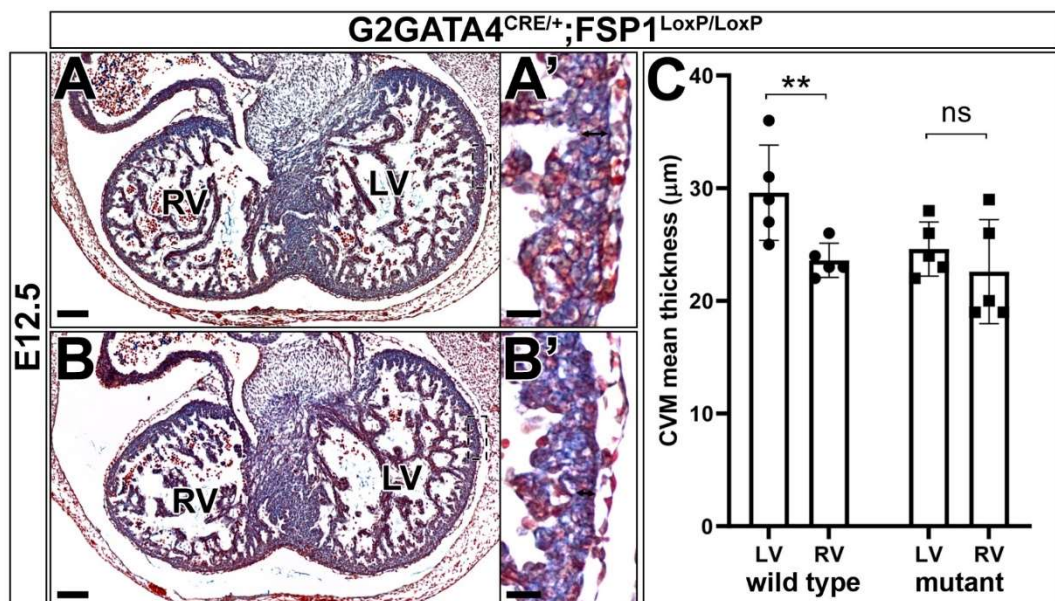 G2GATA4CRE/+;FSP1LoxP/LoxP
E12.5
A
RV
LV
A'
B
RV
LV
B'
C
CVM mean thickness (μm)
40
30
20
10
0
**
ns
LV RV LV RV
wild type mutant